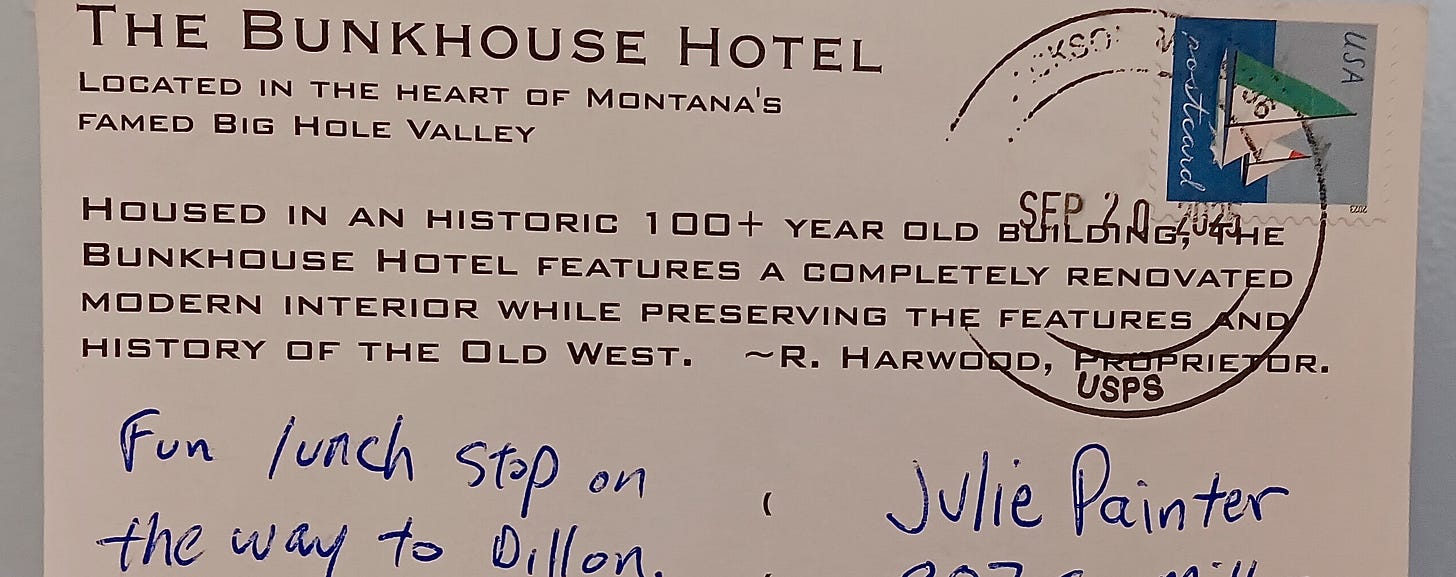 THE BUNKHOUSE HOTEL
LOCATED IN THE HEART OF MONTANA'S
FAMED BIG HOLE VALLEY
USA
postcard
2023
SEP 20 2025
HOUSED IN AN HISTORIC 100+ YEAR OLD BUILDING, THE
BUNKHOUSE HOTEL FEATURES A COMPLETELY RENOVATED
MODERN INTERIOR WHILE PRESERVING THE FEATURES AND
HISTORY OF THE OLD WEST. ~R. HARWOOD, PROPRIETOR.
USPS
Fun lunch stop on
the way to Dillon.
Julie Painter